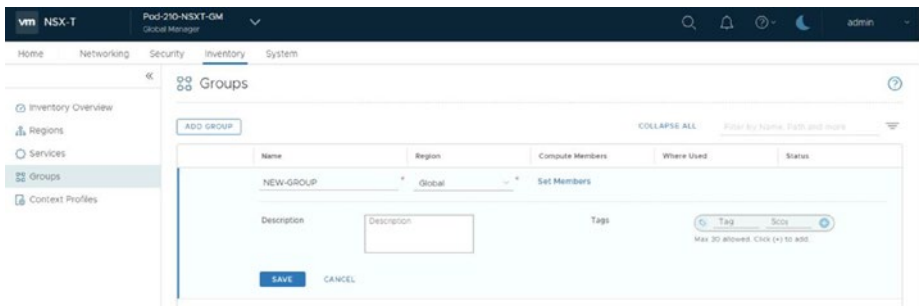 vm NSX-T Pod-210-NSXT-GM admin
Global Manager
Home Networking Security Inventory System
Groups
Inventory Overview
Regions
Services
Groups
Context Profiles
ADD GROUP COLLAPSE ALL Filter by Name, Path and more
Name Region Compute Members Where Used Status
NEW-GROUP * Global * Set Members
Description Description Tags Tag Scop
Max 30 allowed. Click (+) to add.
SAVE CANCEL